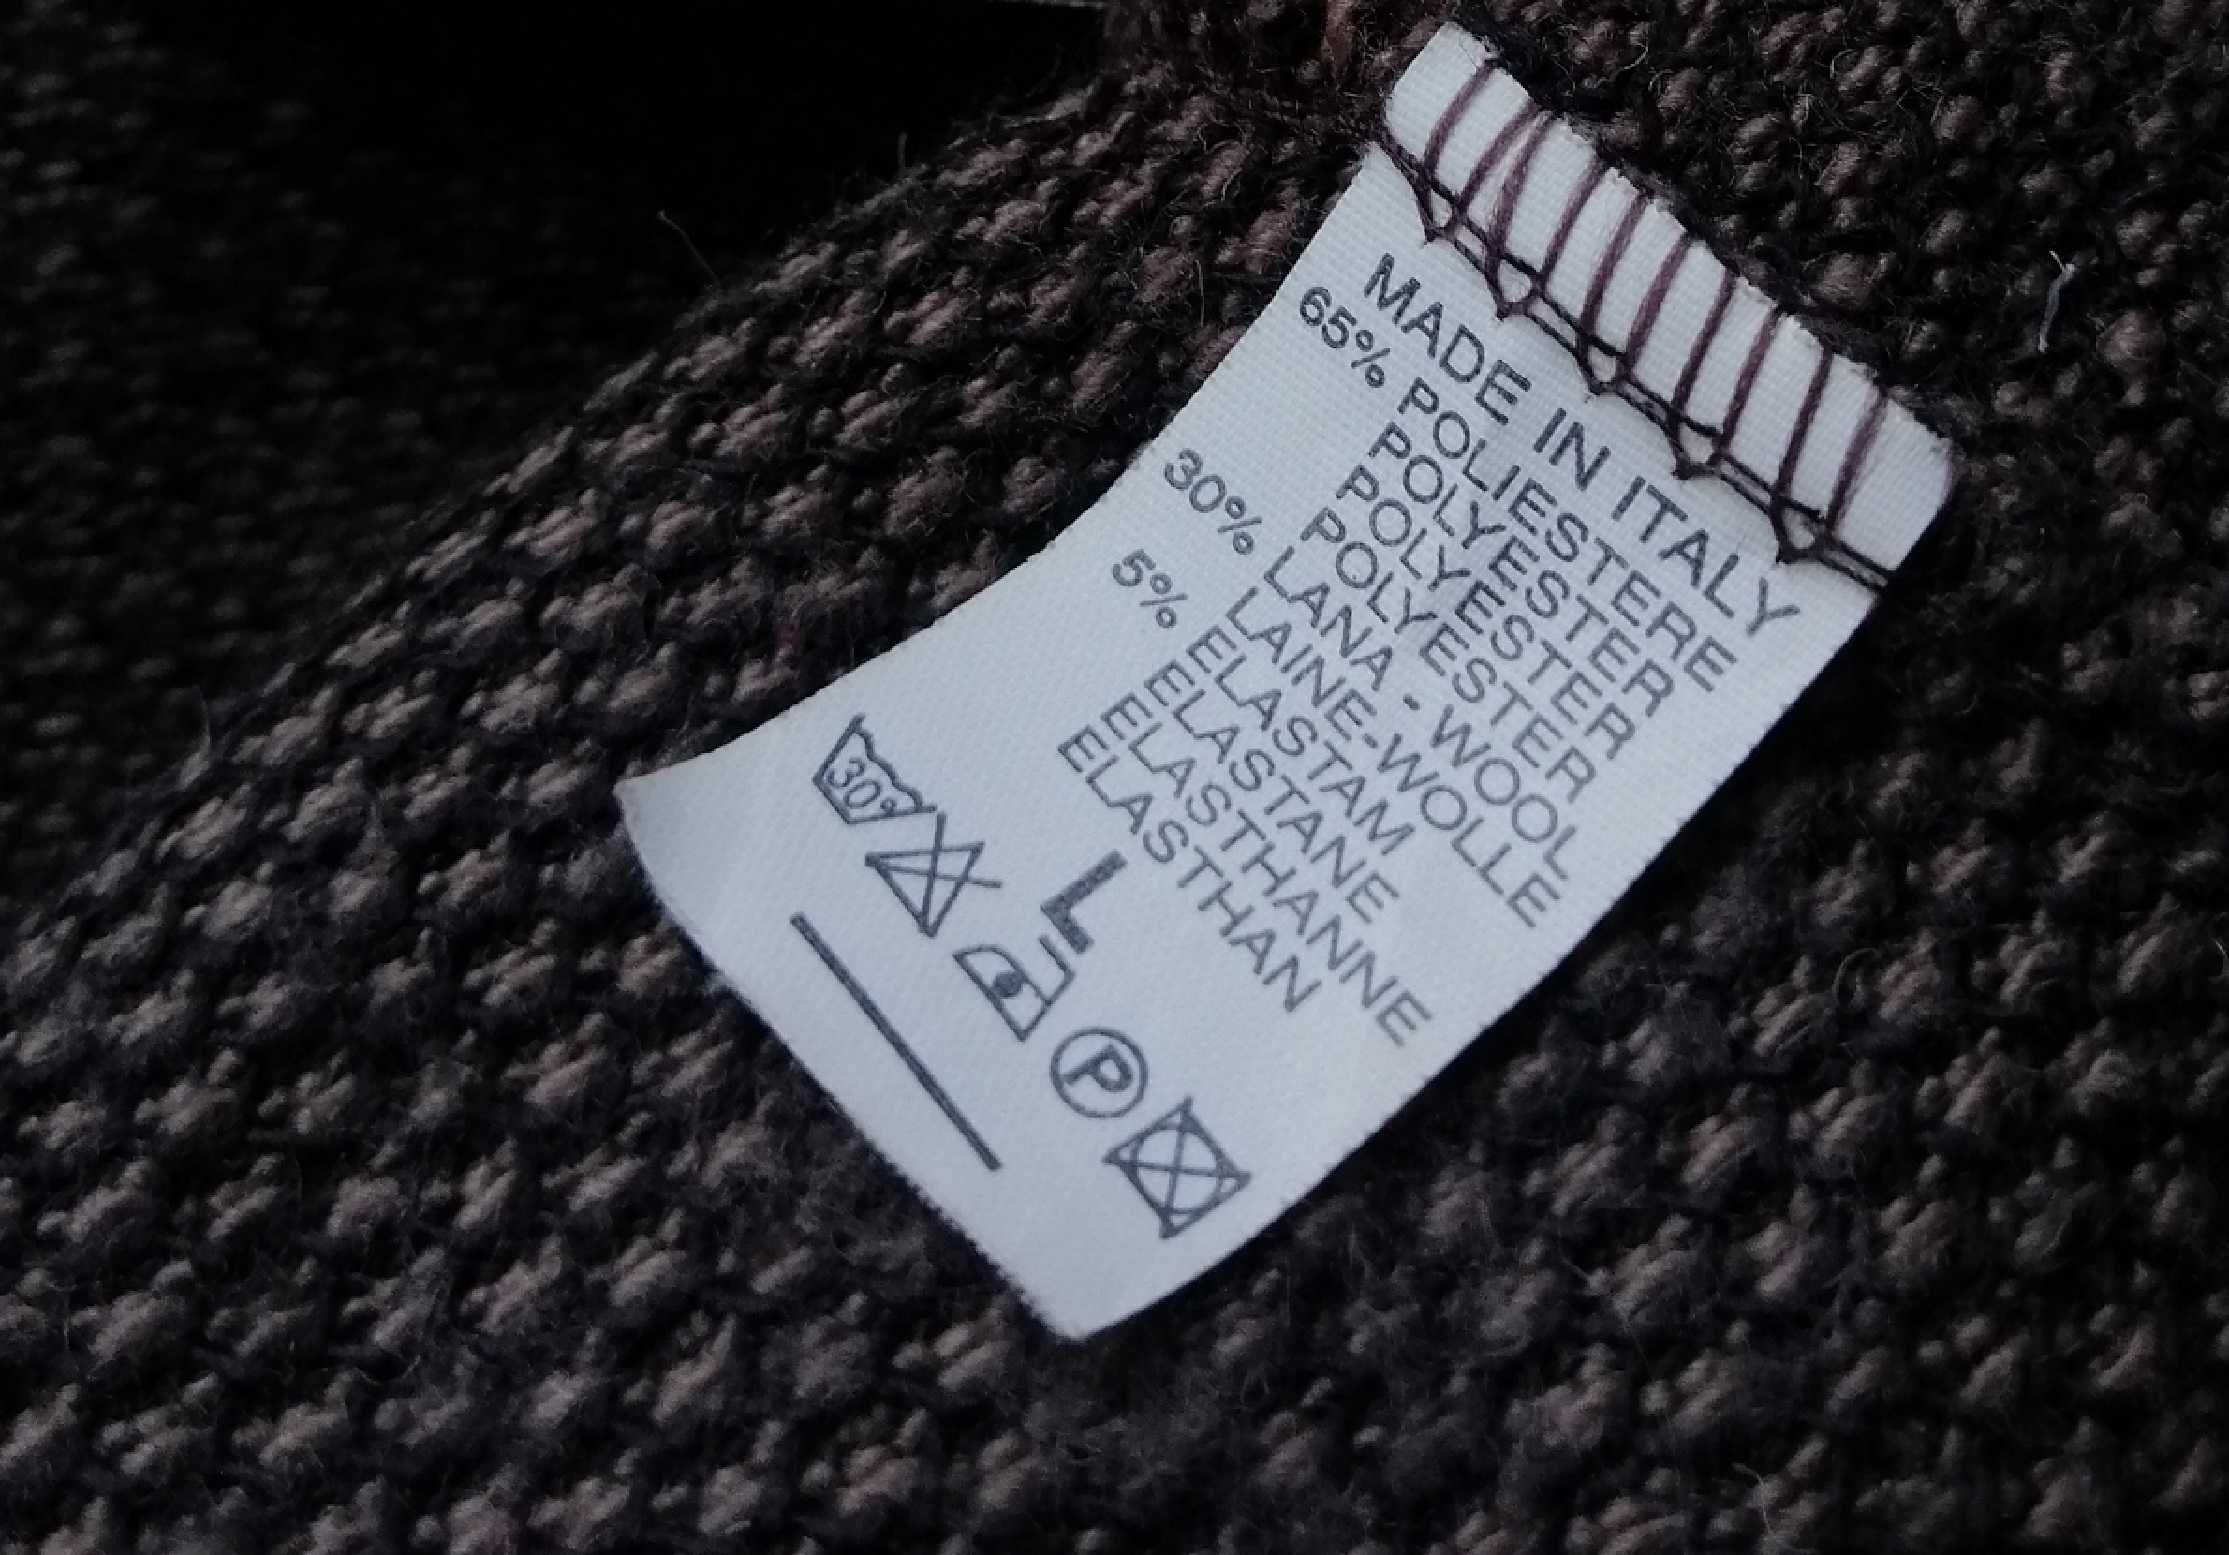 MADE IN ITALY
65% POLIESTERE
POLYESTER
POLYESTER
POLYESTER
30% LANA - WOOL
LAINE-WOLLE
5% ELASTAM
ELASTANE
ELASTHANNE
ELASTHAN
L
30°
P